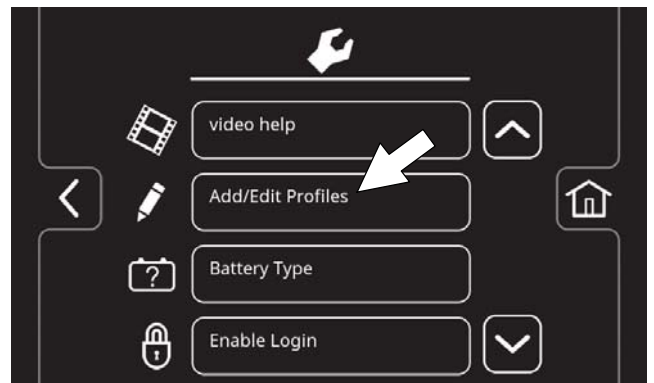 video help
Add/Edit Profiles
?
Battery Type
Enable Login